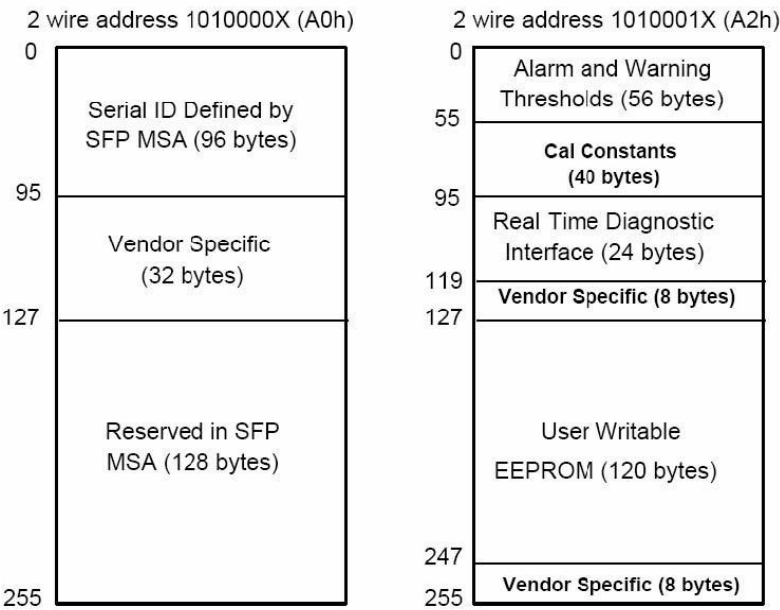 2 wire address 1010000X (A0h)
0
Serial ID Defined by
SFP MSA (96 bytes)
95
Vendor Specific
(32 bytes)
127
Reserved in SFP
MSA (128 bytes)
255
2 wire address 1010001X (A2h)
0
Alarm and Warning
Thresholds (56 bytes)
55
Cal Constants
(40 bytes)
95
Real Time Diagnostic
Interface (24 bytes)
119
Vendor Specific (8 bytes)
127
User Writable
EEPROM (120 bytes)
247
Vendor Specific (8 bytes)
255